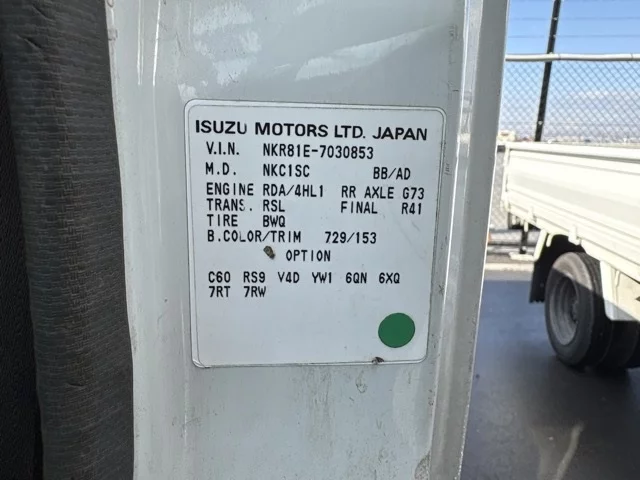 ISUZU MOTORS LTD. JAPAN
V.I.N. NKR81E-7030853
M.D. NKC1SC BB/AD
ENGINE RDA/4HL1 RR AXLE G73
TRANS. RSL FINAL R41
TIRE BWQ
B.COLOR/TRIM 729/153
OPTION
C60 RS9 V4D YW1 6QN 6XQ
7RT 7RW